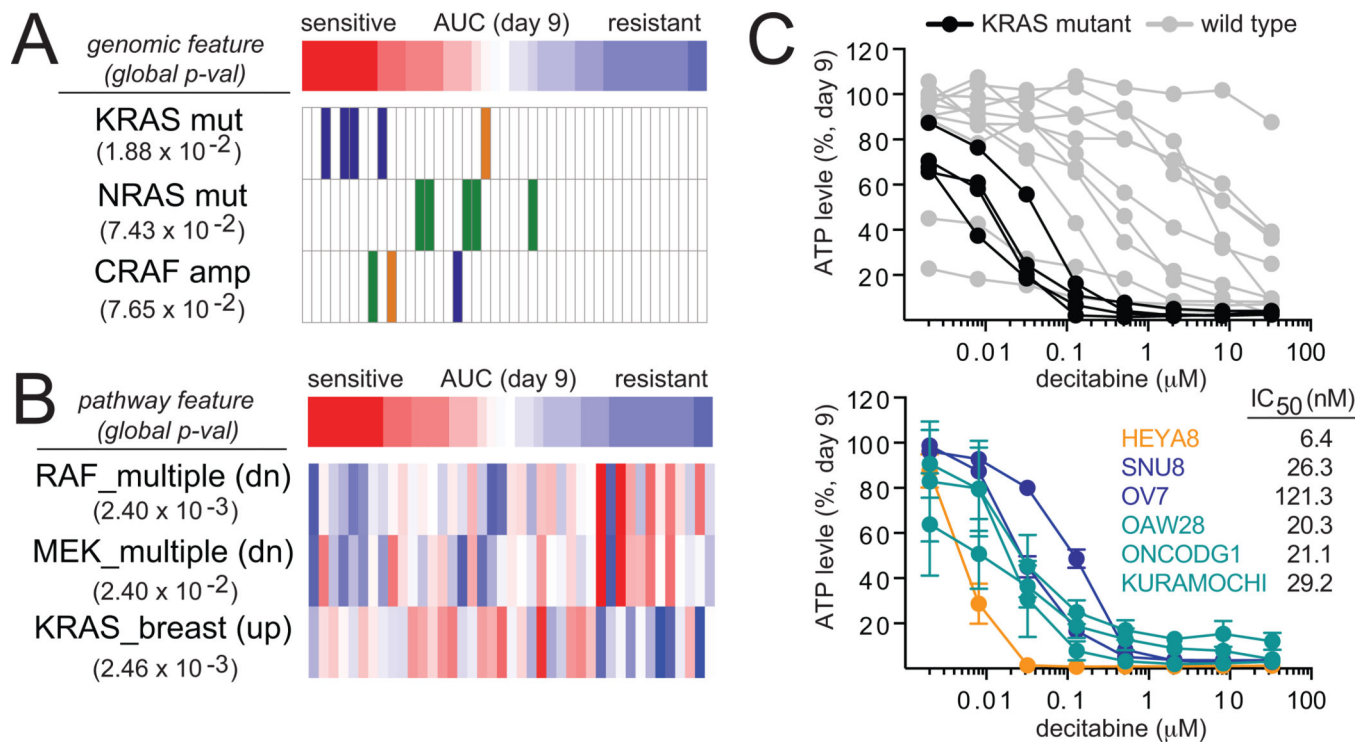 A
genomic feature
(global p-val)
sensitive AUC (day 9) resistant
KRAS mut
(1.88 x 10-2)
NRAS mut
(7.43 x 10-2)
CRAF amp
(7.65 x 10-2)
B
pathway feature
(global p-val)
sensitive AUC (day 9) resistant
RAF_multiple (dn)
(2.40 x 10-3)
MEK_multiple (dn)
(2.40 x 10-2)
KRAS_breast (up)
(2.46 x 10-3)
C
KRAS mutant wild type
ATP levle (%, day 9)
120
100
80
60
40
20
0.01 0.1 1 10 100
decitabine (μM)
ATP level (%, day 9)
120
100
80
60
40
20
0.01 0.1 1 10 100
decitabine (μM)
IC50 (nM)
HEYA8 6.4
SNU8 26.3
OV7 121.3
OAW28 20.3
ONCODG1 21.1
KURAMOCHI 29.2